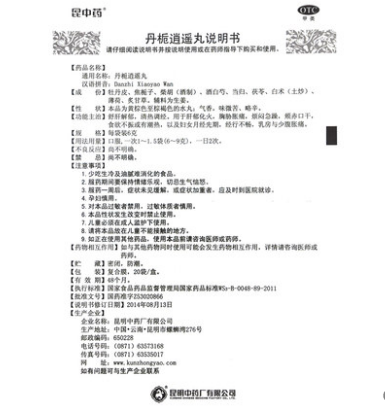 昆中药®
OTC
甲类
丹栀逍遥丸说明书
请仔细阅读说明书并按说明使用或在药师指导下购买和使用。
【药品名称】
通用名称：丹栀逍遥丸
汉语拼音：Danzhi Xiaoyao Wan
【成　　份】牡丹皮、焦栀子、柴胡（酒制）、酒白芍、当归、茯苓、白术（土炒）、
薄荷、炙甘草。辅料为生姜。
【性　　状】本品为黄棕色至棕褐色的水丸；气香，味微苦、略辛。
【功能主治】舒肝解郁，清热调经。用于肝郁化火，胸胁胀痛，烦闷急躁，颊赤口干，
食欲不振或有潮热，以及妇女月经先期，经行不畅，乳房与少腹胀痛。
【规　　格】每袋装6克
【用法用量】口服，一次1～1.5袋(6～9克)，一日2次。
【不良反应】尚不明确。
【禁　　忌】尚不明确。
【注意事项】
1. 少吃生冷及油腻难消化的食品。
2. 服药期间要保持情绪乐观，切忌生气恼怒。
3. 服药一周后，症状未见缓解，或症状加重者，应及时到医院就诊。
4. 孕妇慎用。
5. 对本品过敏者禁用，过敏体质者慎用。
6. 本品性状发生改变时禁止使用。
7. 儿童必须在成人监护下使用。
8. 请将本品放在儿童不能接触的地方。
9. 如正在使用其他药品，使用本品前请咨询医师或药师。
【药物相互作用】如与其他药物同时使用可能会发生药物相互作用，详情请咨询医师或
药师。
【贮　　藏】密闭，防潮。
【包　　装】复合膜，20袋/盒。
【有 效 期】48个月。
【执行标准】国家食品药品监督管理局国家药品标准WS₃-B-0048-89-2011
【批准文号】国药准字Z53020866
【说明书修订日期】2014年08月13日
【生产企业】
企业名称：昆明中药厂有限公司
生产地址：中国·云南·昆明市螺蛳湾276号
邮政编码：650228
电话号码：(0871) 63573168
传真号码：(0871) 63535017
网　　址：www.kunzhongyao.com
如有问题可与生产企业联系
昆明中药厂有限公司